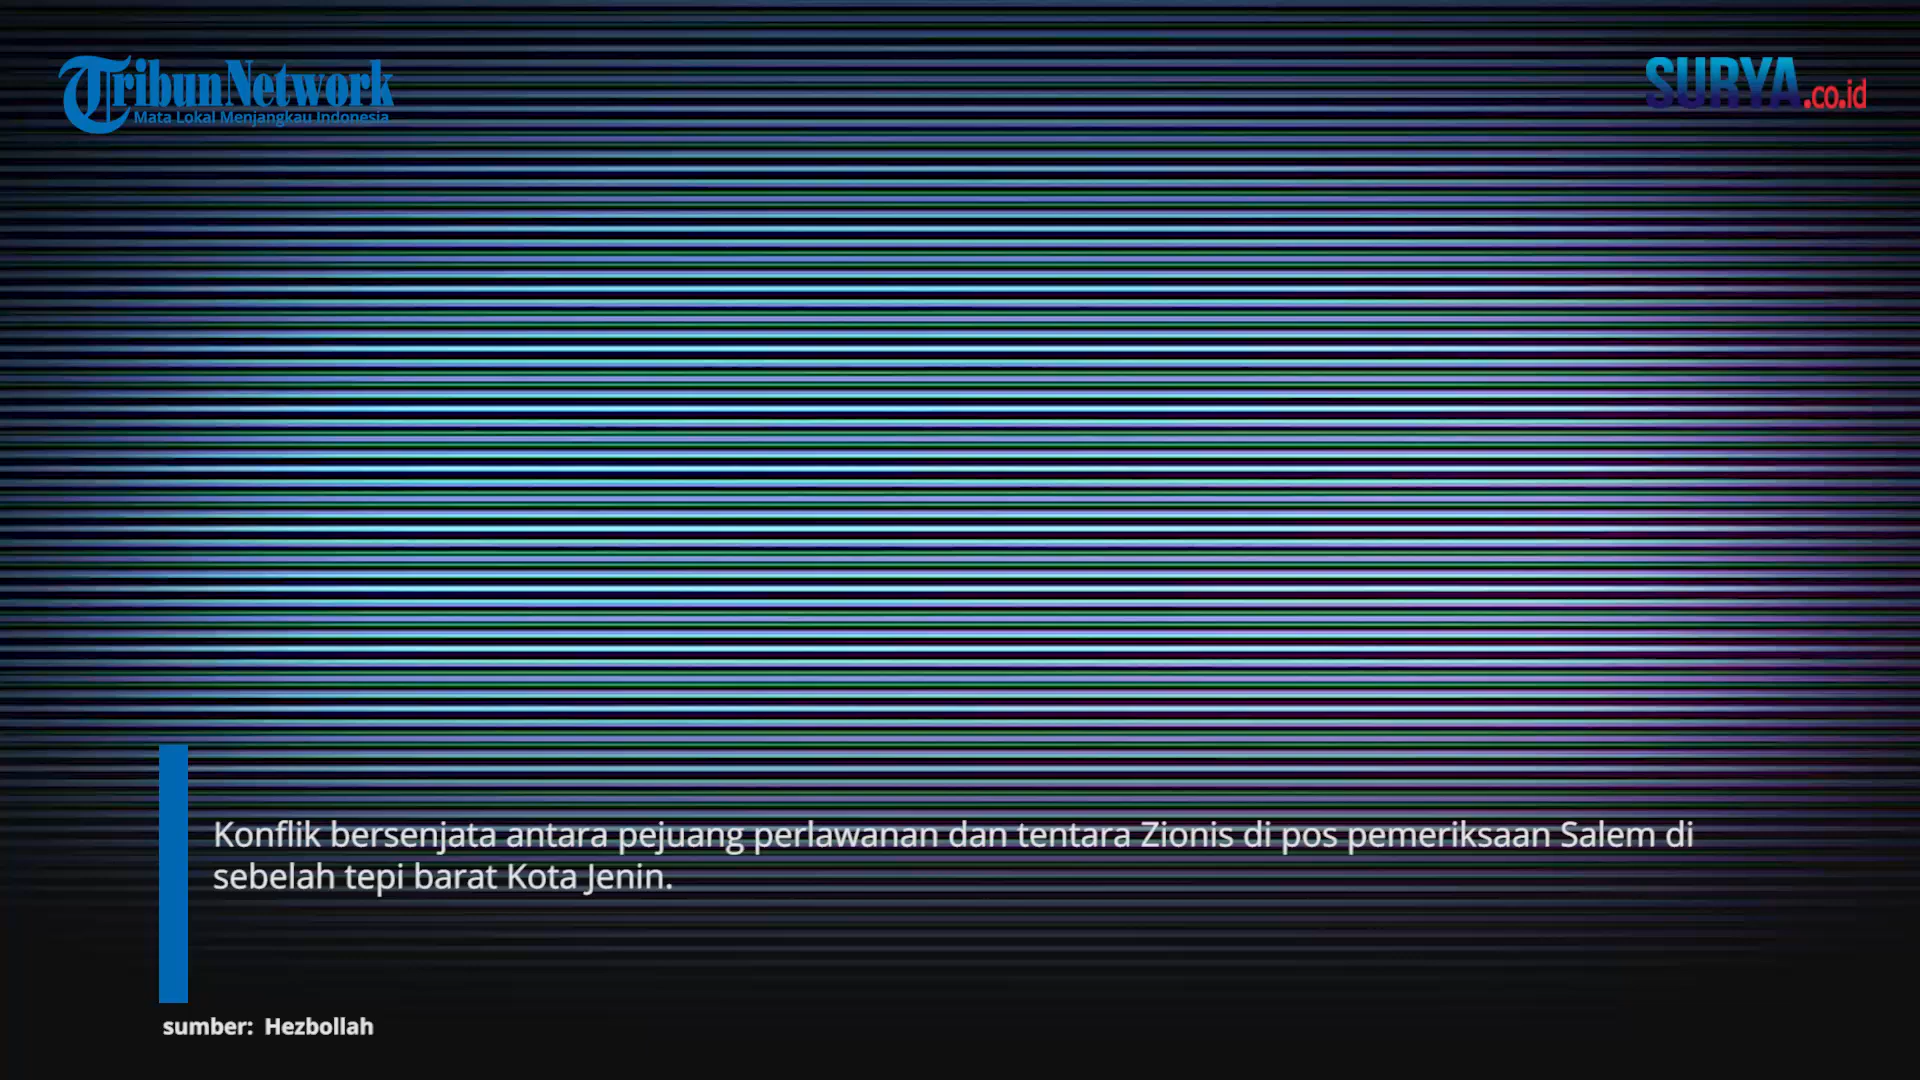 TribunNetwork
Mata Lokal Menjangkau Indonesia
SURYA.co.id
Konflik bersenjata antara pejuang perlawanan dan tentara Zionis di pos pemeriksaan Salem di
sebelah tepi barat Kota Jenin.
sumber: Hezbollah